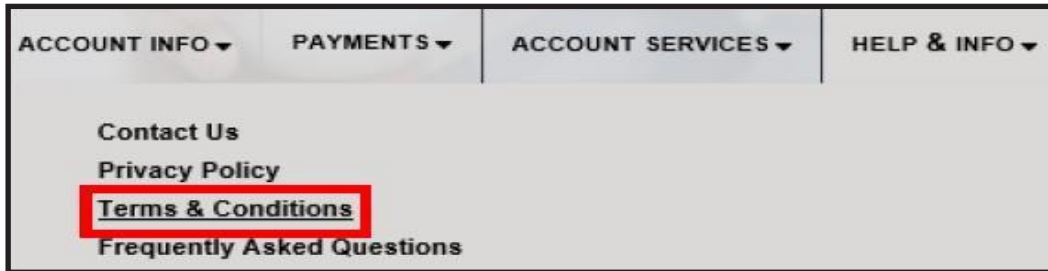 ACCOUNT INFO PAYMENTS ACCOUNT SERVICES HELP & INFO
Contact Us
Privacy Policy
Terms & Conditions
Frequently Asked Questions